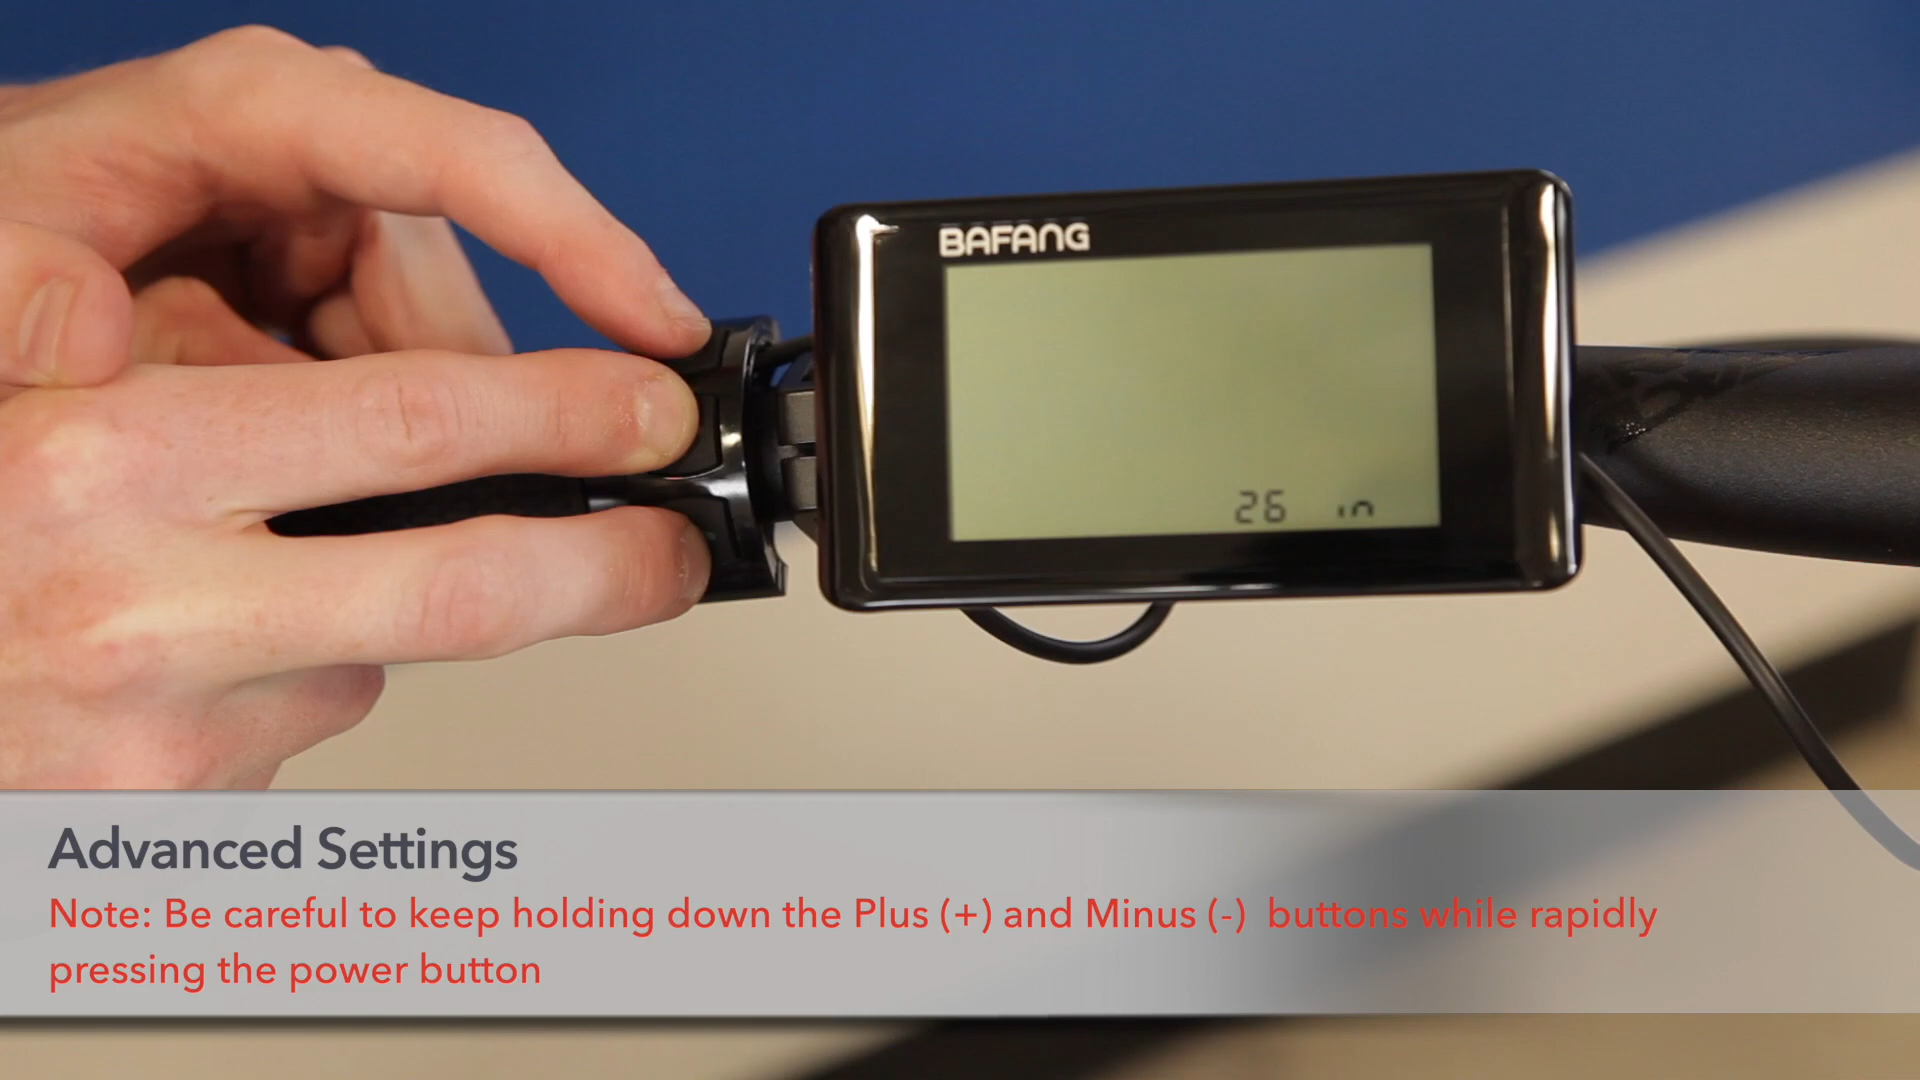 BAFANG
26 in
Advanced Settings
Note: Be careful to keep holding down the Plus (+) and Minus (-) buttons while rapidly
pressing the power button